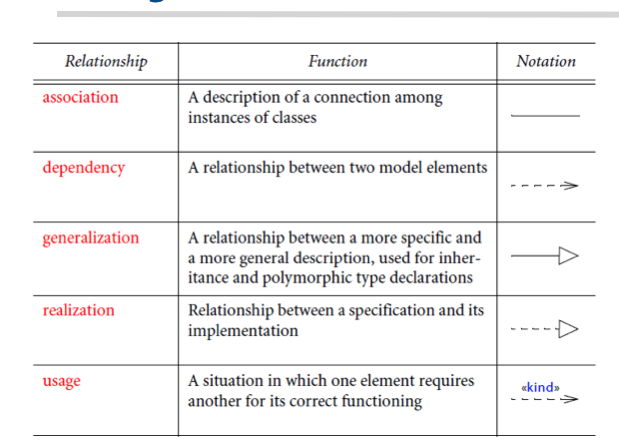 Relationship Function Notation
association A description of a connection among
instances of classes
dependency A relationship between two model elements
generalization A relationship between a more specific and
a more general description, used for inher-
itance and polymorphic type declarations
realization Relationship between a specification and its
implementation
usage A situation in which one element requires «kind»
another for its correct functioning